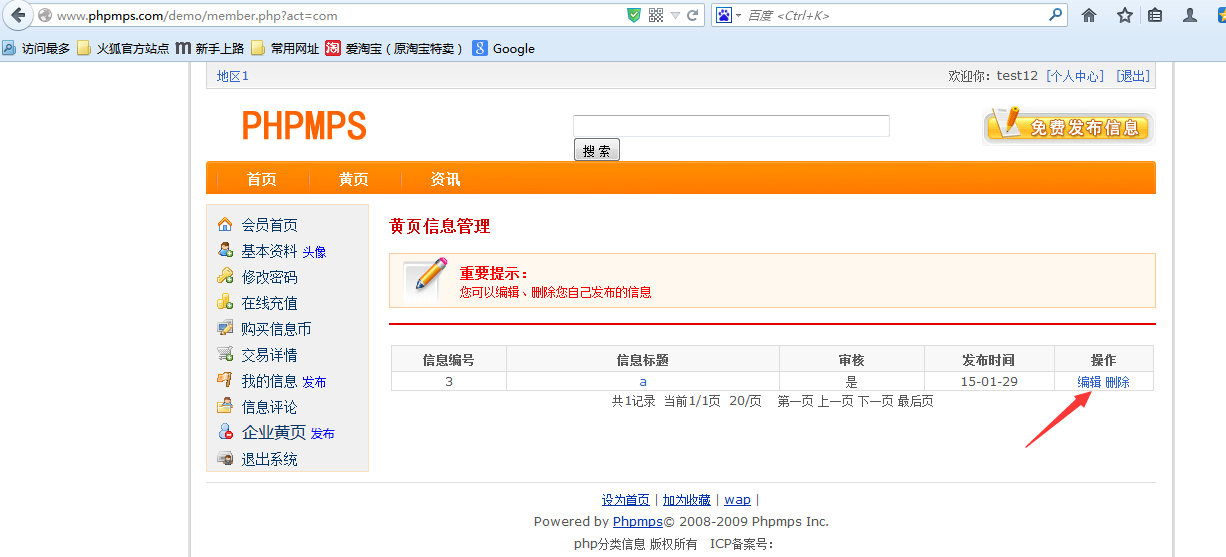 www.phpmps.com/demo/member.php?act=com
百度 <Ctrl+K>
访问最多 火狐官方站点 新手上路 常用网址 爱淘宝（原淘宝特卖） Google
地区1 欢迎你：test12 [个人中心] [退出]
PHPMPS
免费发布信息
搜 索
首页 黄页 资讯
会员首页
基本资料 头像
修改密码
在线充值
购买信息币
交易详情
我的信息 发布
信息评论
企业黄页 发布
退出系统
黄页信息管理
重要提示：
您可以编辑、删除您自己发布的信息
信息编号 信息标题 审核 发布时间 操作
3 a 是 15-01-29 编辑 删除
共1记录 当前1/1页 20/页 第一页 上一页 下一页 最后页
设为首页 | 加为收藏 | wap |
Powered by Phpmps© 2008-2009 Phpmps Inc.
php分类信息 版权所有 ICP备案号：